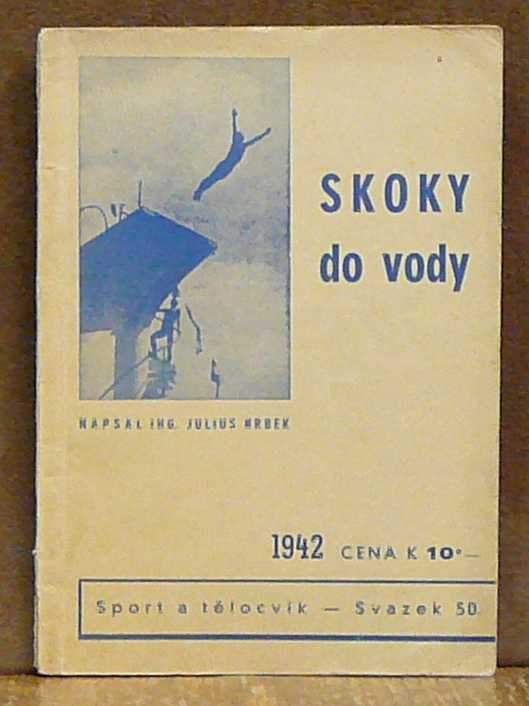 SKOKY
do vody
NAPSAL ING. JULIUS HRBEK
1942 CENA K 10·—
Sport a tělocvik — Svazek 50.